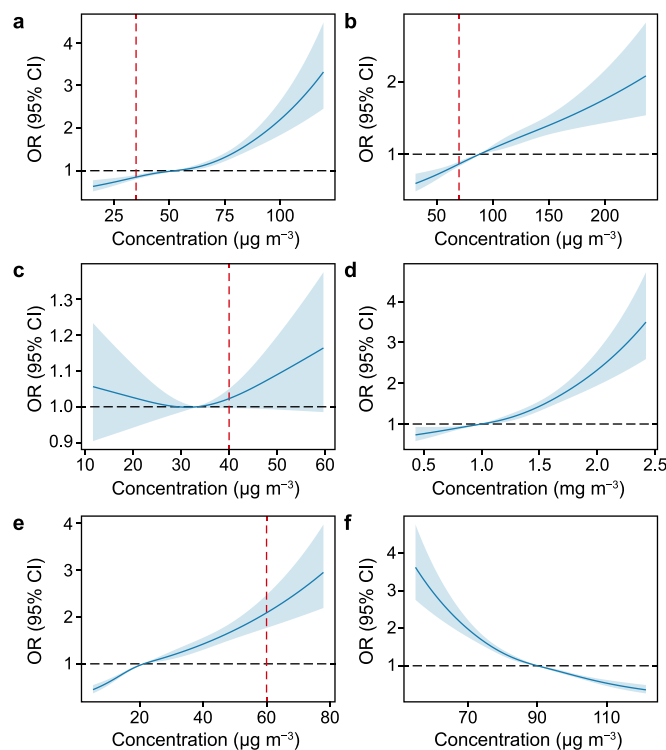 a
OR (95% CI)
4
3
2
1
25 50 75 100
Concentration (µg m⁻³)
b
OR (95% CI)
2
1
50 100 150 200
Concentration (µg m⁻³)
c
OR (95% CI)
1.3
1.2
1.1
1.0
0.9
10 20 30 40 50 60
Concentration (µg m⁻³)
d
OR (95% CI)
4
3
2
1
0.5 1.0 1.5 2.0 2.5
Concentration (mg m⁻³)
e
OR (95% CI)
4
3
2
1
20 40 60 80
Concentration (µg m⁻³)
f
OR (95% CI)
4
3
2
1
70 90 110
Concentration (µg m⁻³)